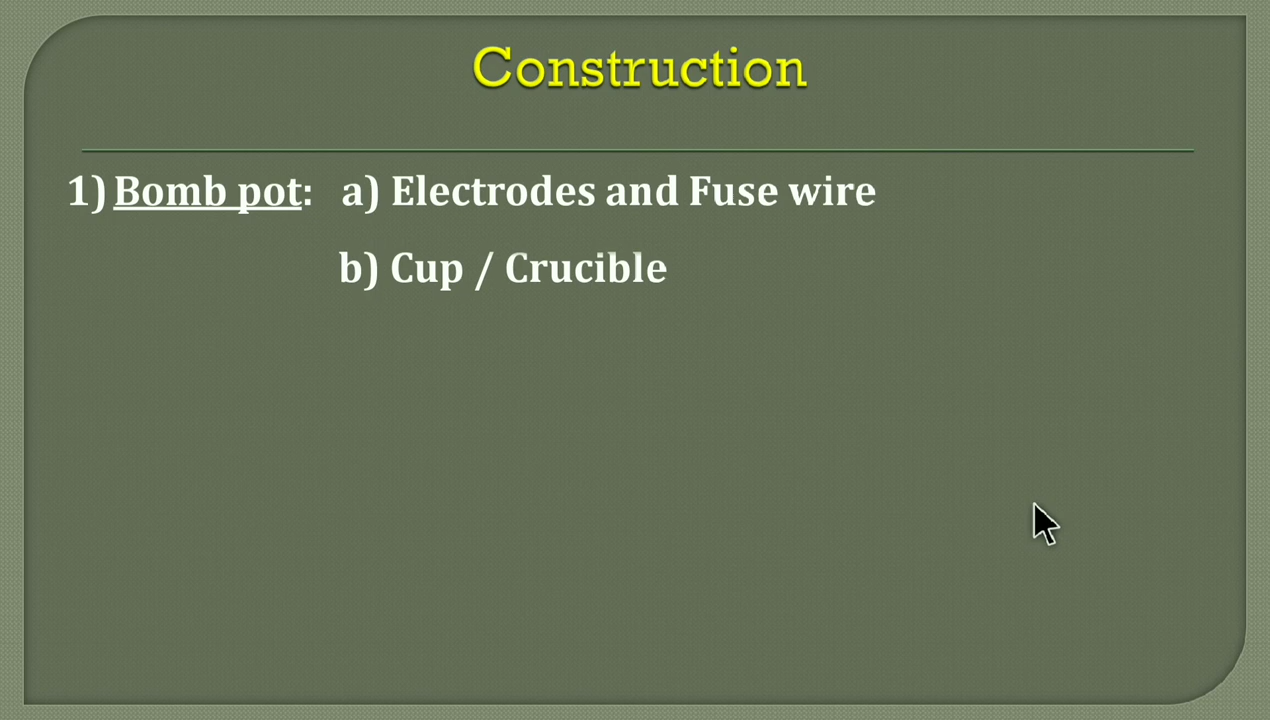 Construction
1) Bomb pot: a) Electrodes and Fuse wire
b) Cup / Crucible